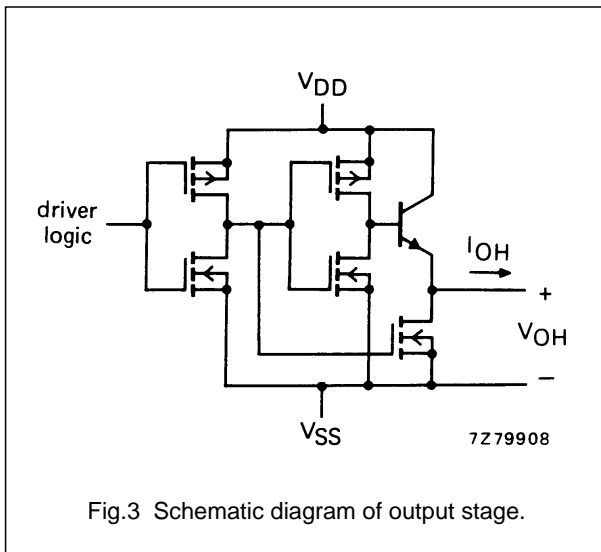 VDD
driver
logic
IOH
+
VOH
−
VSS
7Z79908
Fig.3 Schematic diagram of output stage.